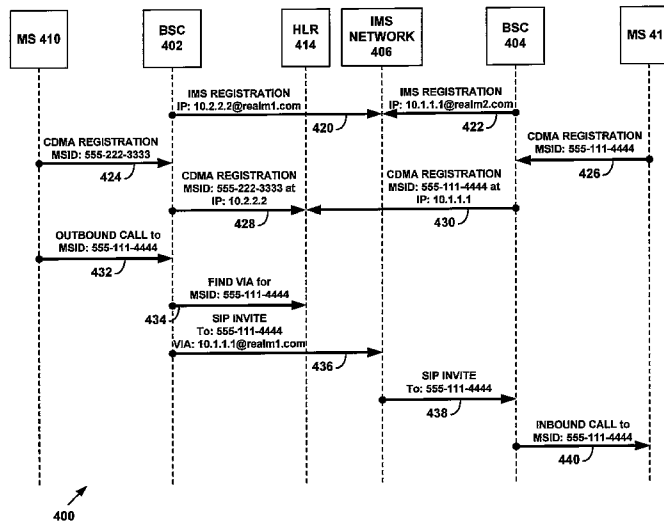 MS 410
BSC
402
HLR
414
IMS
NETWORK
406
BSC
404
MS 41
IMS REGISTRATION
IP: 10.2.2.2@realm1.com
420
IMS REGISTRATION
IP: 10.1.1.1@realm2.com
422
CDMA REGISTRATION
MSID: 555-222-3333
424
CDMA REGISTRATION
MSID: 555-111-4444
426
CDMA REGISTRATION
MSID: 555-222-3333 at
IP: 10.2.2.2
428
CDMA REGISTRATION
MSID: 555-111-4444 at
IP: 10.1.1.1
430
OUTBOUND CALL to
MSID: 555-111-4444
432
FIND VIA for
MSID: 555-111-4444
434
SIP INVITE
To: 555-111-4444
VIA: 10.1.1.1@realm1.com
436
SIP INVITE
To: 555-111-4444
438
INBOUND CALL to
MSID: 555-111-4444
440
400